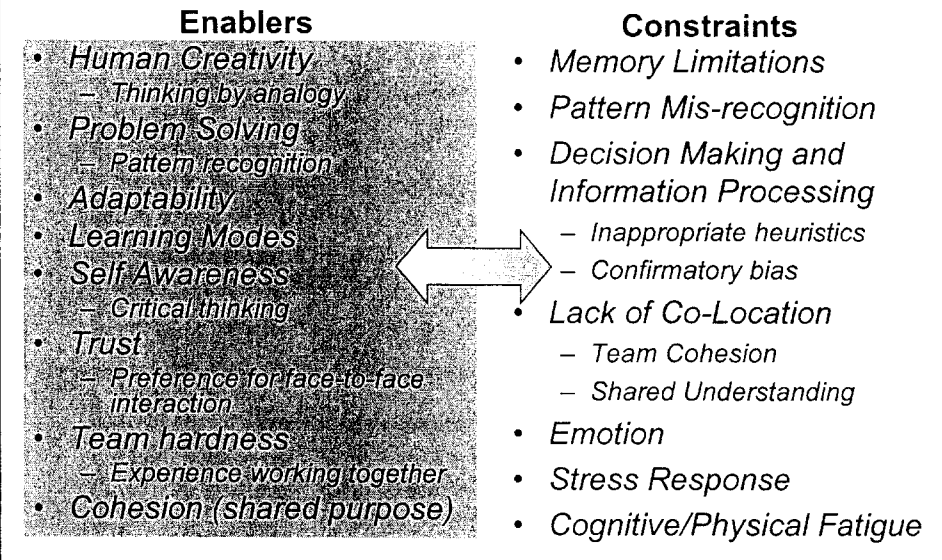 Enablers
• Human Creativity
– Thinking by analogy
• Problem Solving
– Pattern recognition
• Adaptability
• Learning Modes
• Self Awareness
– Critical thinking
• Trust
– Preference for face-to-face
interaction
• Team hardness
– Experience working together
• Cohesion (shared purpose)
Constraints
• Memory Limitations
• Pattern Mis-recognition
• Decision Making and
Information Processing
– Inappropriate heuristics
– Confirmatory bias
• Lack of Co-Location
– Team Cohesion
– Shared Understanding
• Emotion
• Stress Response
• Cognitive/Physical Fatigue